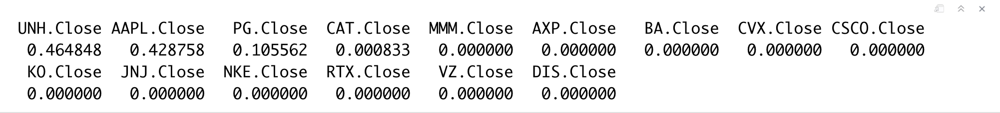 UNH.Close AAPL.Close PG.Close CAT.Close MMM.Close AXP.Close BA.Close CVX.Close CSCO.Close
0.464848 0.428758 0.105562 0.000833 0.000000 0.000000 0.000000 0.000000 0.000000
KO.Close JNJ.Close NKE.Close RTX.Close VZ.Close DIS.Close
0.000000 0.000000 0.000000 0.000000 0.000000 0.000000